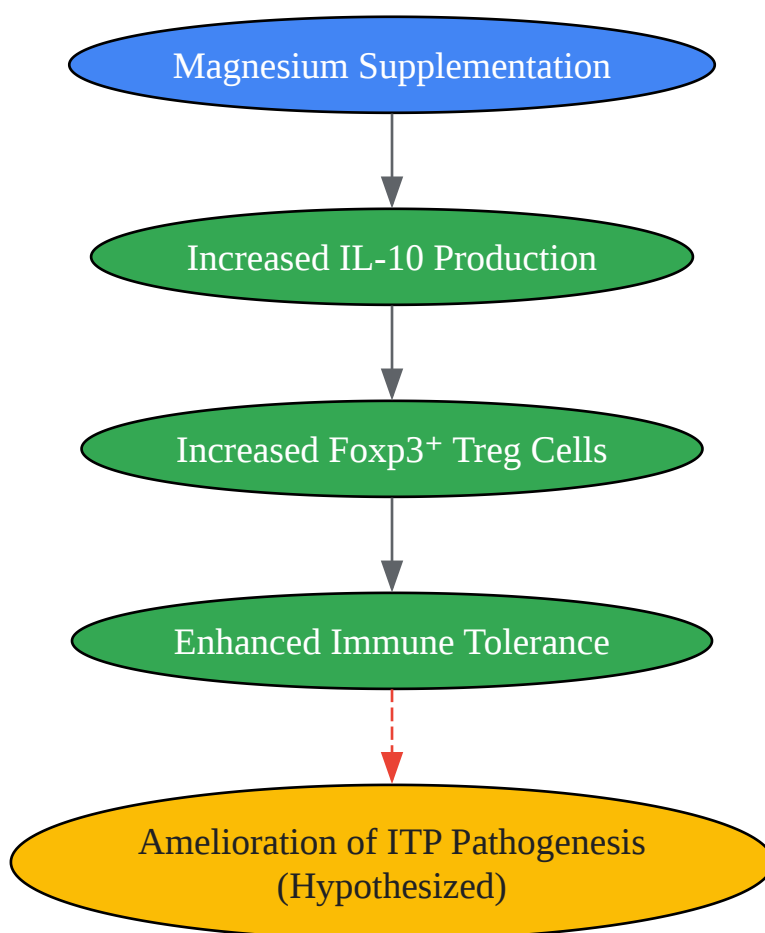 Magnesium Supplementation
Increased IL-10 Production
Increased Foxp3⁺ Treg Cells
Enhanced Immune Tolerance
Amelioration of ITP Pathogenesis
(Hypothesized)